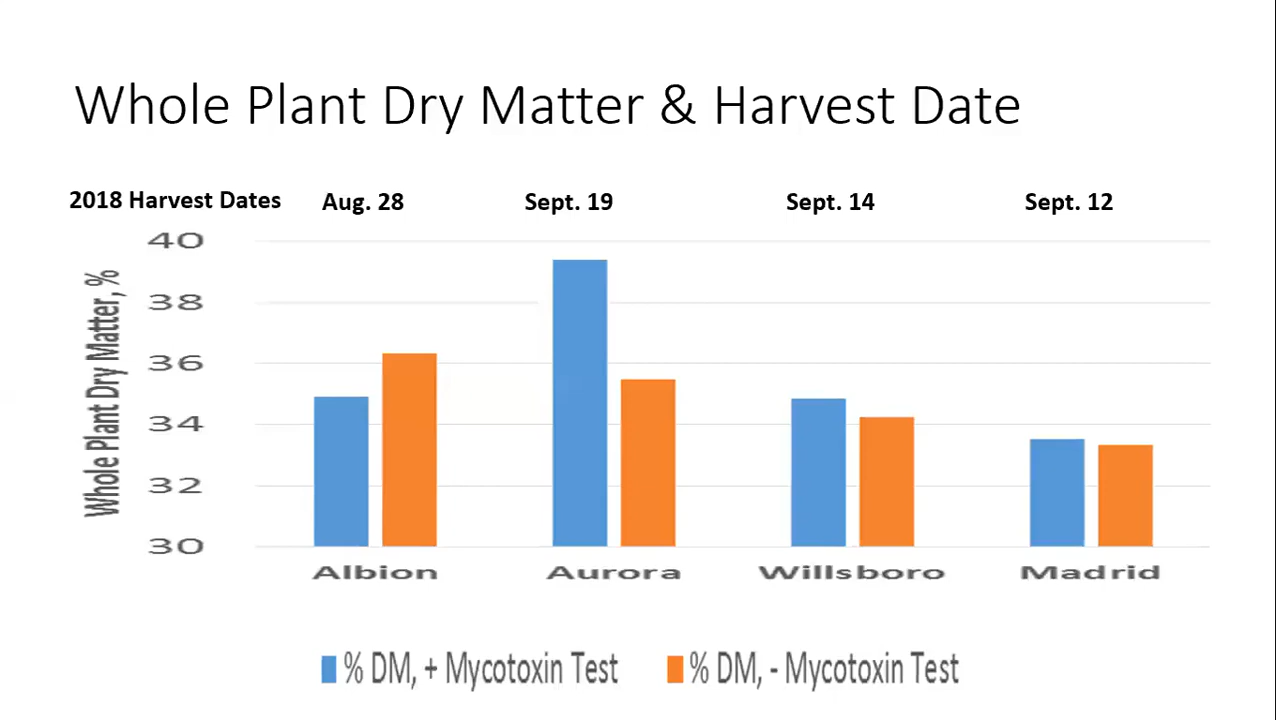 Whole Plant Dry Matter & Harvest Date
2018 Harvest Dates Aug. 28 Sept. 19 Sept. 14 Sept. 12
Whole Plant Dry Matter, %
40
38
36
34
32
30
Albion Aurora Willsboro Madrid
% DM, + Mycotoxin Test % DM, - Mycotoxin Test